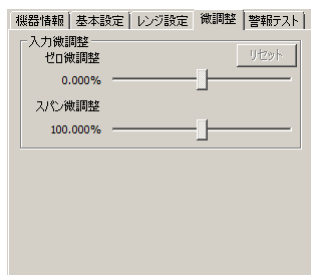 機器情報 基本設定 レンジ設定 微調整 警報テスト
入力微調整
ゼロ微調整 リセット
0.000%
スパン微調整
100.000%